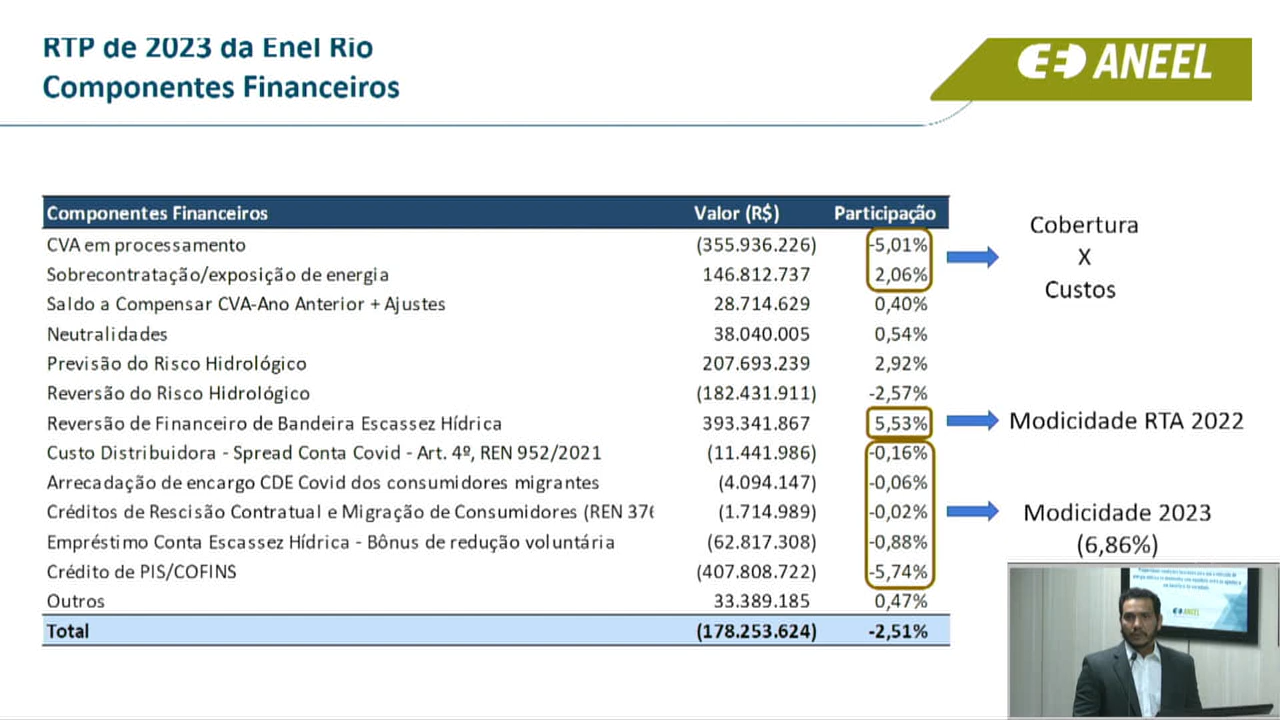 RTP de 2023 da Enel Rio
Componentes Financeiros
ANEEL
Componentes Financeiros Valor (R$) Participação
CVA em processamento (355.936.226) -5,01%
Sobrecontratação/exposição de energia 146.812.737 2,06%
Saldo a Compensar CVA-Ano Anterior + Ajustes 28.714.629 0,40%
Neutralidades 38.040.005 0,54%
Previsão do Risco Hidrológico 207.693.239 2,92%
Reversão do Risco Hidrológico (182.431.911) -2,57%
Reversão de Financeiro de Bandeira Escassez Hídrica 393.341.867 5,53%
Custo Distribuidora - Spread Conta Covid - Art. 4º, REN 952/2021 (11.441.986) -0,16%
Arrecadação de encargo CDE Covid dos consumidores migrantes (4.094.147) -0,06%
Créditos de Rescisão Contratual e Migração de Consumidores (REN 376 (1.714.989) -0,02%
Empréstimo Conta Escassez Hídrica - Bônus de redução voluntária (62.817.308) -0,88%
Crédito de PIS/COFINS (407.808.722) -5,74%
Outros 33.389.185 0,47%
Total (178.253.624) -2,51%
Cobertura
X
Custos
Modicidade RTA 2022
Modicidade 2023
(6,86%)
ANEEL